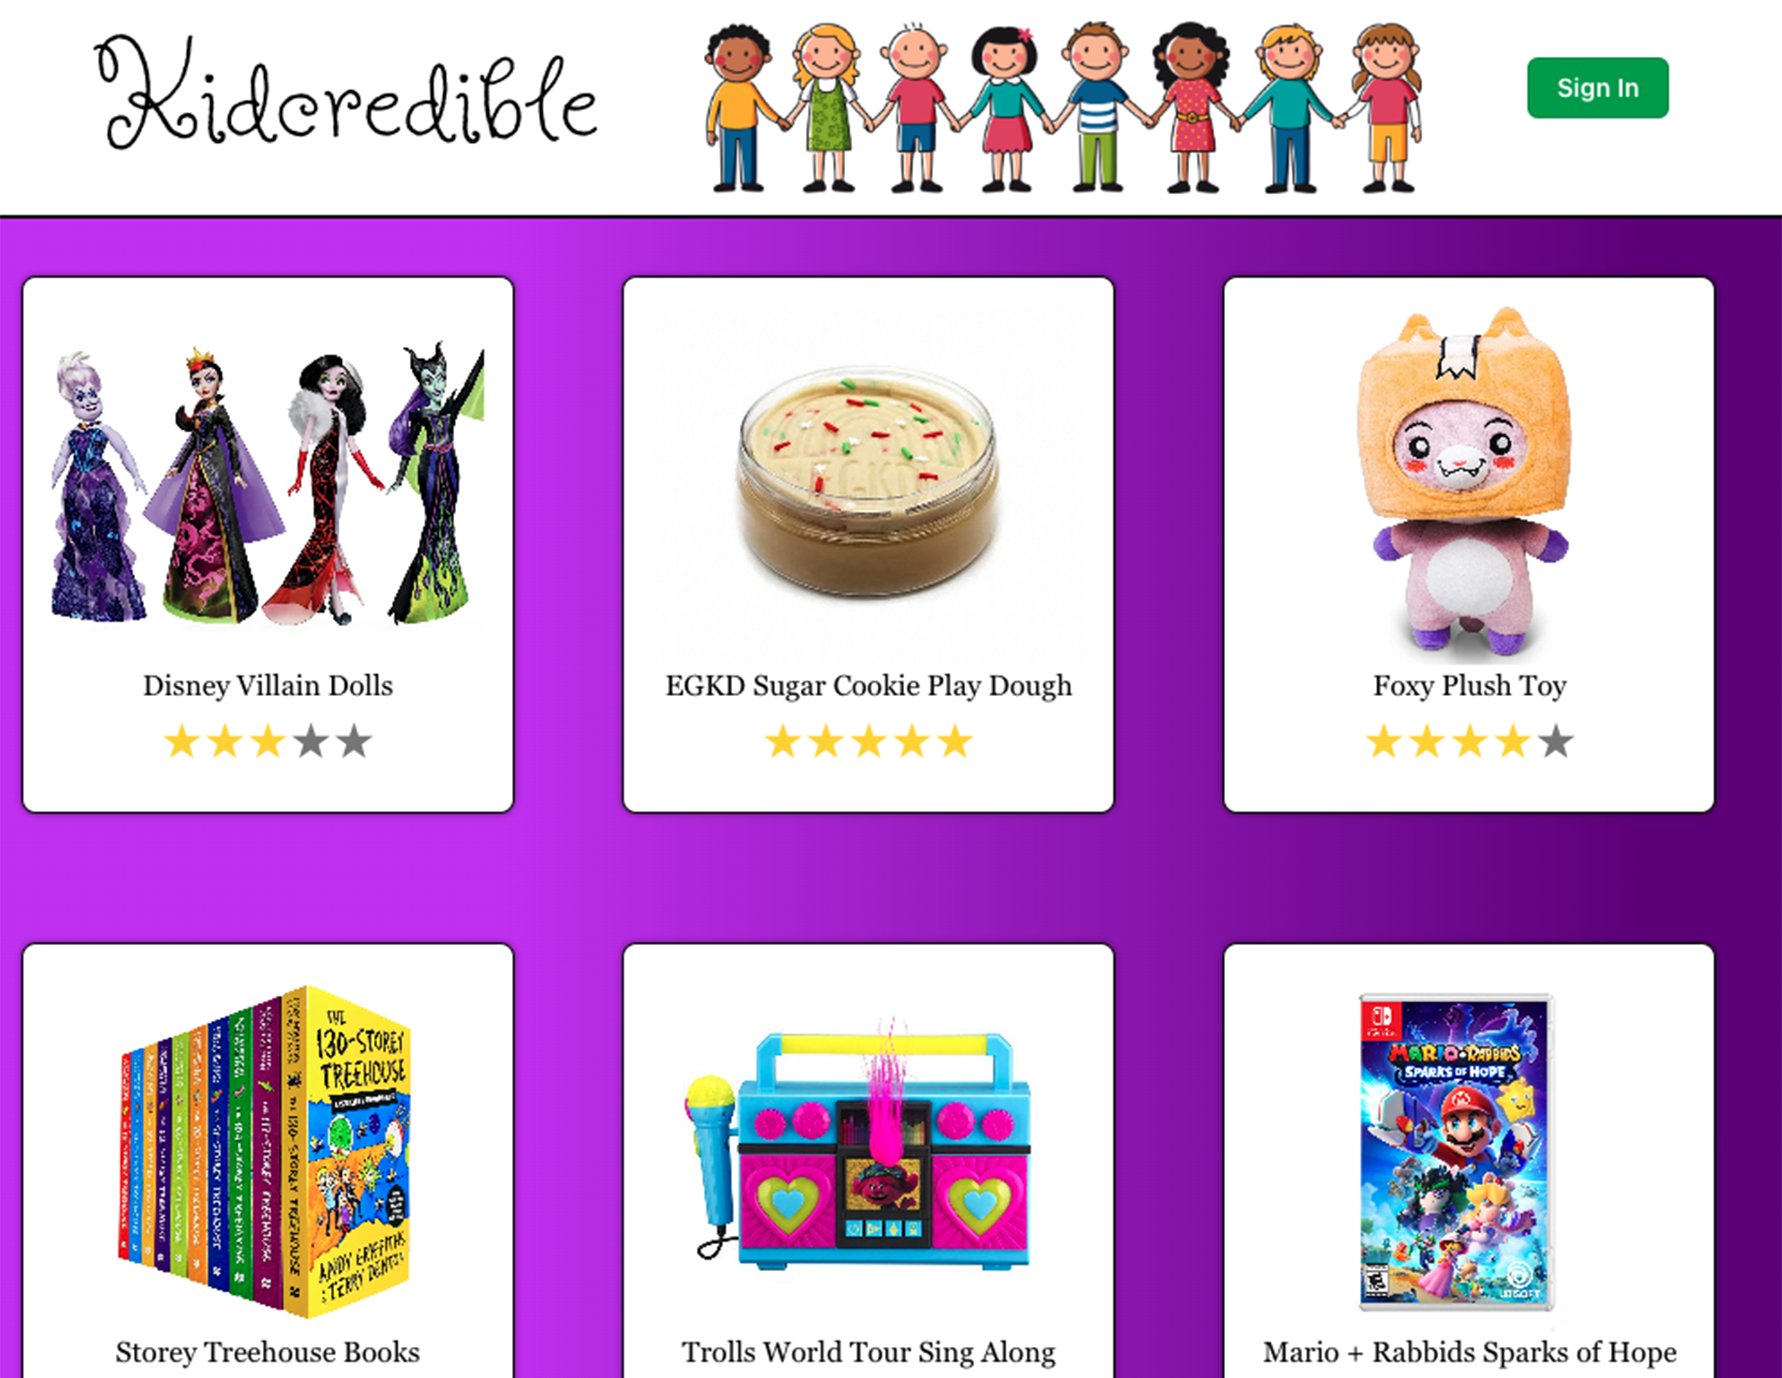 Kidcredible
Sign In
EGKD
Disney Villain Dolls
EGKD Sugar Cookie Play Dough
Foxy Plush Toy
THE
130-STOREY
TREEHOUSE
ANDY GRIFFITHS
& TERRY DENTON
MARIO + RABBIDS
SPARKS OF HOPE
UBISOFT
Storey Treehouse Books
Trolls World Tour Sing Along
Mario + Rabbids Sparks of Hope